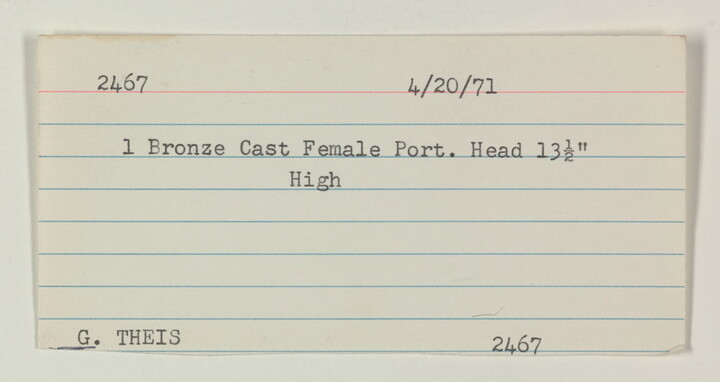 2467 4/20/71
1 Bronze Cast Female Port. Head 13½"
High
G. THEIS 2467